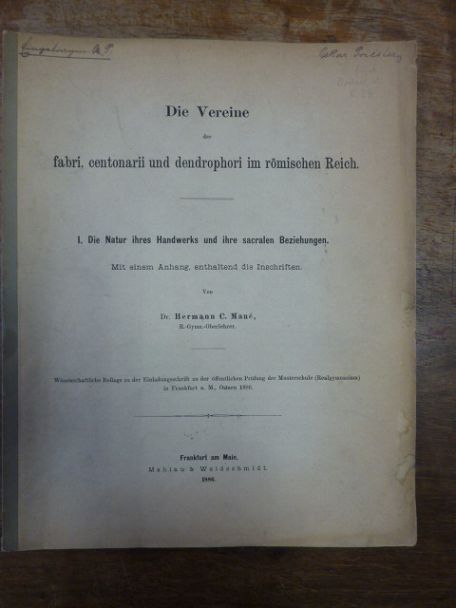 Die Vereine
der
fabri, centonarii und dendrophori im römischen Reich.
I. Die Natur ihres Handwerks und ihre sacralen Beziehungen.
Mit einem Anhang, enthaltend die Inschriften.
Von
Dr. Hermann C. Maué,
R.-Gymn.-Oberlehrer.
Wissenschaftliche Beilage zu der Einladungsschrift zu der öffentlichen Prüfung der Musterschule (Realgymnasium)
in Frankfurt a. M., Ostern 1886.
Frankfurt am Main.
Mahlau & Waldschmidt.
1886.